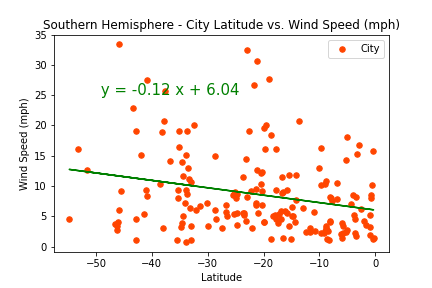 Southern Hemisphere - City Latitude vs. Wind Speed (mph)
35
30
25
20
15
10
5
0
Wind Speed (mph)
City
y = -0.12 x + 6.04
−50
−40
−30
−20
−10
0
Latitude